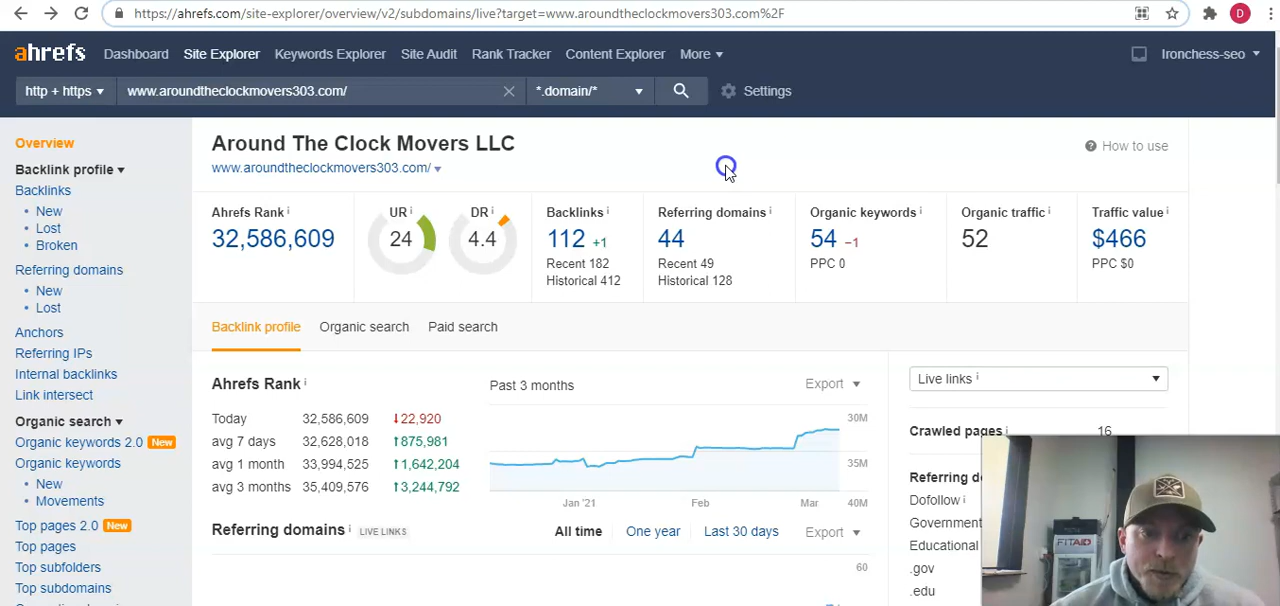 https://ahrefs.com/site-explorer/overview/v2/subdomains/live?target=www.aroundtheclockmovers303.com%2F
D
ahrefs Dashboard Site Explorer Keywords Explorer Site Audit Rank Tracker Content Explorer More Ironchess-seo
http + https www.aroundtheclockmovers303.com/ *.domain/* Settings
Overview
Backlink profile
Backlinks
New
Lost
Broken
Referring domains
New
Lost
Anchors
Referring IPs
Internal backlinks
Link intersect
Organic search
Organic keywords 2.0 New
Organic keywords
New
Movements
Top pages 2.0 New
Top pages
Top subfolders
Top subdomains
Around The Clock Movers LLC
How to use
www.aroundtheclockmovers303.com/
Ahrefs Rank i
32,586,609
UR i
24
DR i
4.4
Backlinks i
112 +1
Recent 182
Historical 412
Referring domains i
44
Recent 49
Historical 128
Organic keywords i
54 −1
PPC 0
Organic traffic i
52
Traffic value i
$466
PPC $0
Backlink profile Organic search Paid search
Ahrefs Rank i
Today 32,586,609 ↓22,920
avg 7 days 32,628,018 ↑875,981
avg 1 month 33,994,525 ↑1,642,204
avg 3 months 35,409,576 ↑3,244,792
Past 3 months Export
30M
35M
40M
Jan '21 Feb Mar
Referring domains i LIVE LINKS All time One year Last 30 days Export
60
Live links i
Crawled pages i 16
Referring
Dofollow i
Government
Educational
.gov
.edu
FITAID